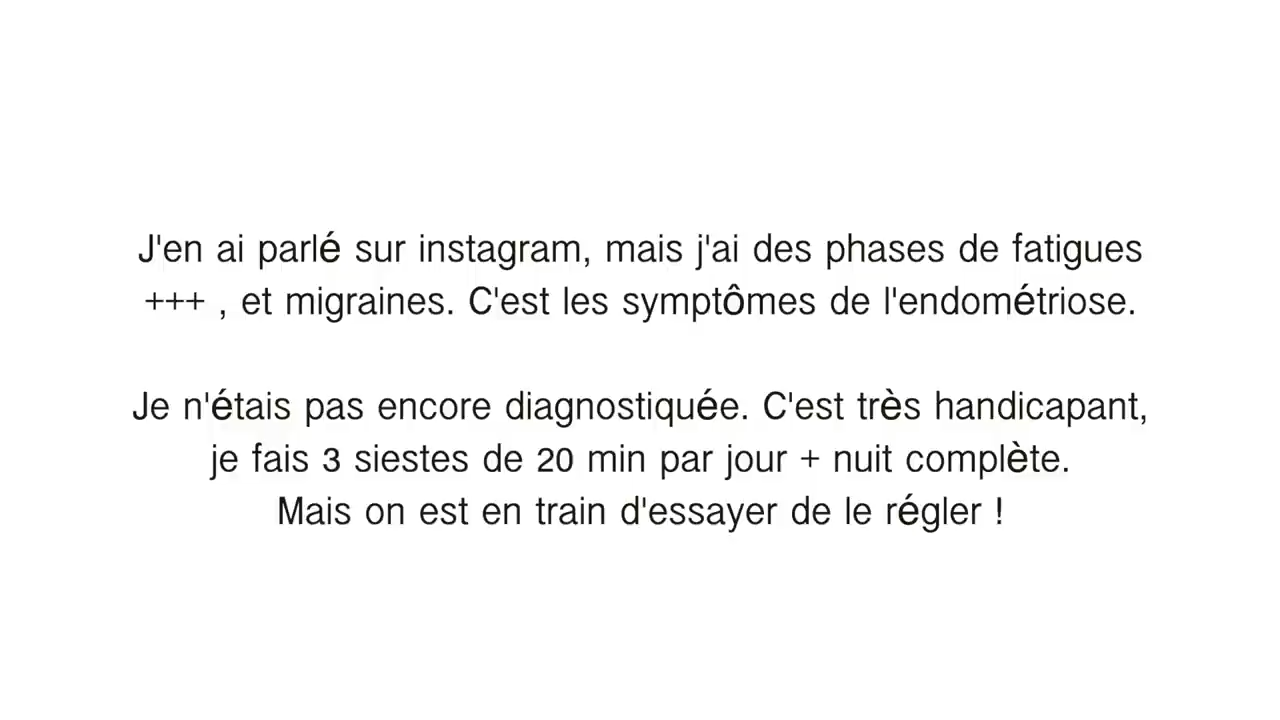 J'en ai parlé sur instagram, mais j'ai des phases de fatigues
+++ , et migraines. C'est les symptômes de l'endométriose.
Je n'étais pas encore diagnostiquée. C'est très handicapant,
je fais 3 siestes de 20 min par jour + nuit complète.
Mais on est en train d'essayer de le régler !